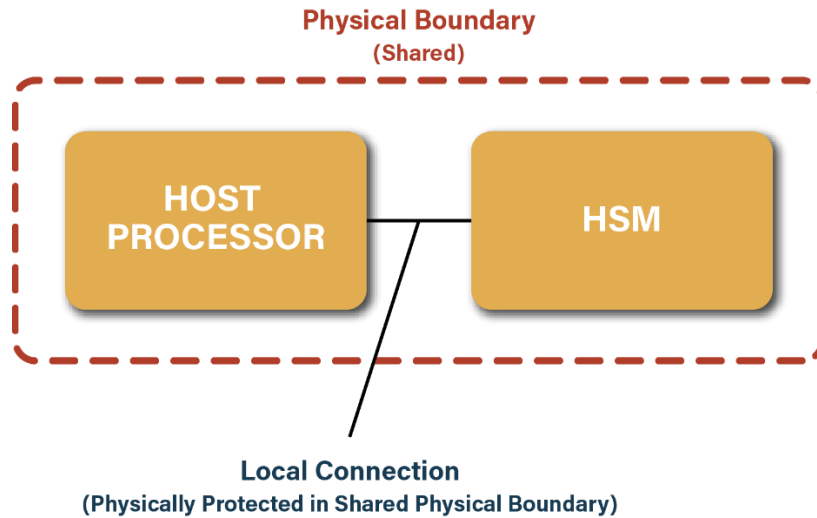 Physical Boundary
(Shared)
HOST
PROCESSOR
HSM
Local Connection
(Physically Protected in Shared Physical Boundary)